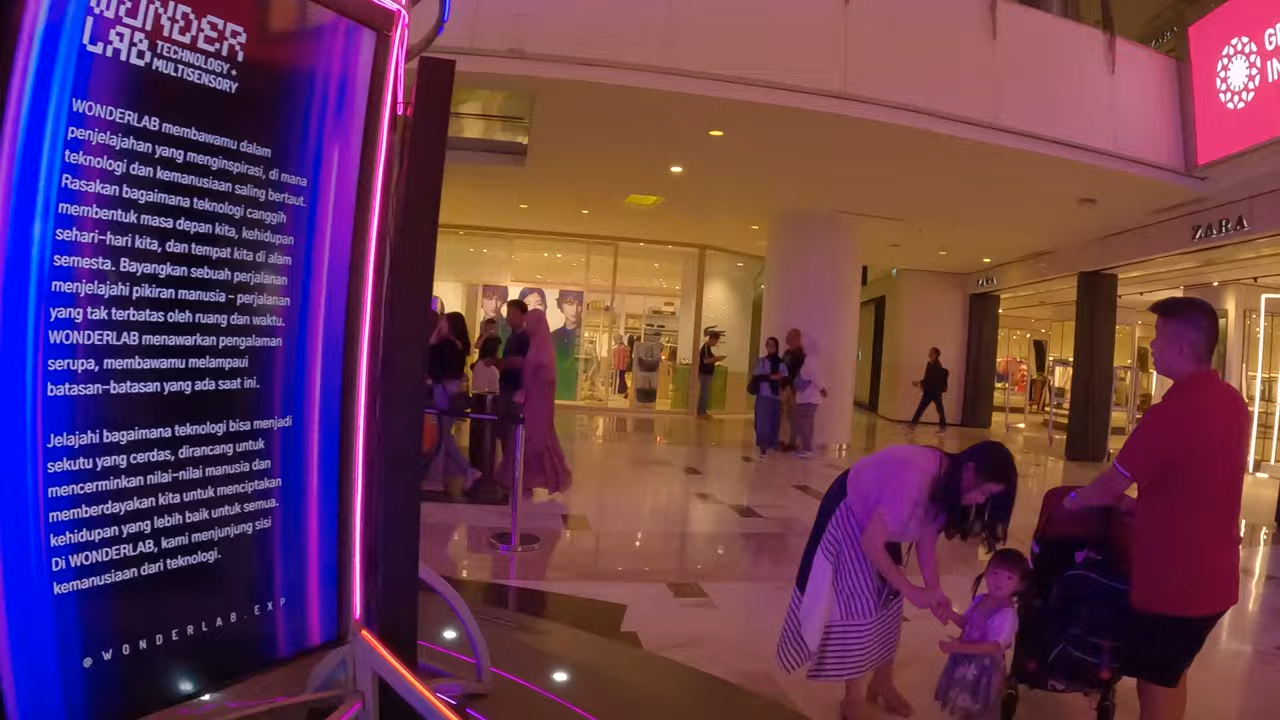 WONDER
LAB TECHNOLOGY +
MULTISENSORY
WONDERLAB membawamu dalam
penjelajahan yang menginspirasi, di mana
teknologi dan kemanusiaan saling bertaut.
Rasakan bagaimana teknologi canggih
membentuk masa depan kita, kehidupan
sehari-hari kita, dan tempat kita di alam
semesta. Bayangkan sebuah perjalanan
menjelajahi pikiran manusia - perjalanan
yang tak terbatas oleh ruang dan waktu.
WONDERLAB menawarkan pengalaman
serupa, membawamu melampaui
batasan-batasan yang ada saat ini.
Jelajahi bagaimana teknologi bisa menjadi
sekutu yang cerdas, dirancang untuk
mencerminkan nilai-nilai manusia dan
memberdayakan kita untuk menciptakan
kehidupan yang lebih baik untuk semua.
Di WONDERLAB, kami menjunjung sisi
kemanusiaan dari teknologi.
@WONDERLAB.EXP
ZARA
ZARA
ZARA